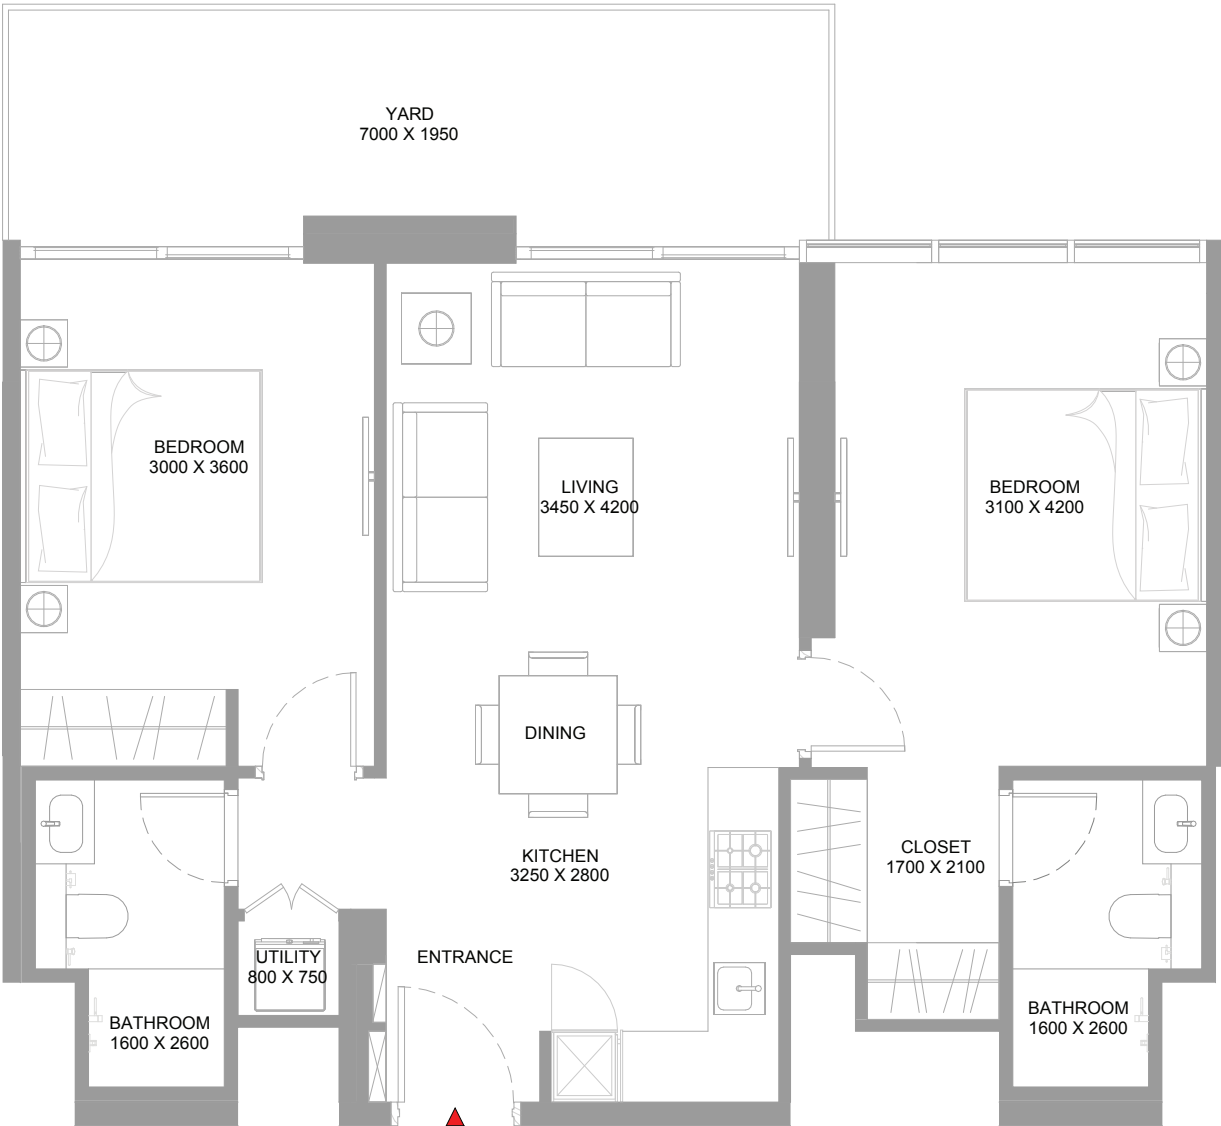 YARD
7000 X 1950
BEDROOM
3000 X 3600
LIVING
3450 X 4200
BEDROOM
3100 X 4200
DINING
KITCHEN
3250 X 2800
CLOSET
1700 X 2100
ENTRANCE
UTILITY
800 X 750
BATHROOM
1600 X 2600
BATHROOM
1600 X 2600